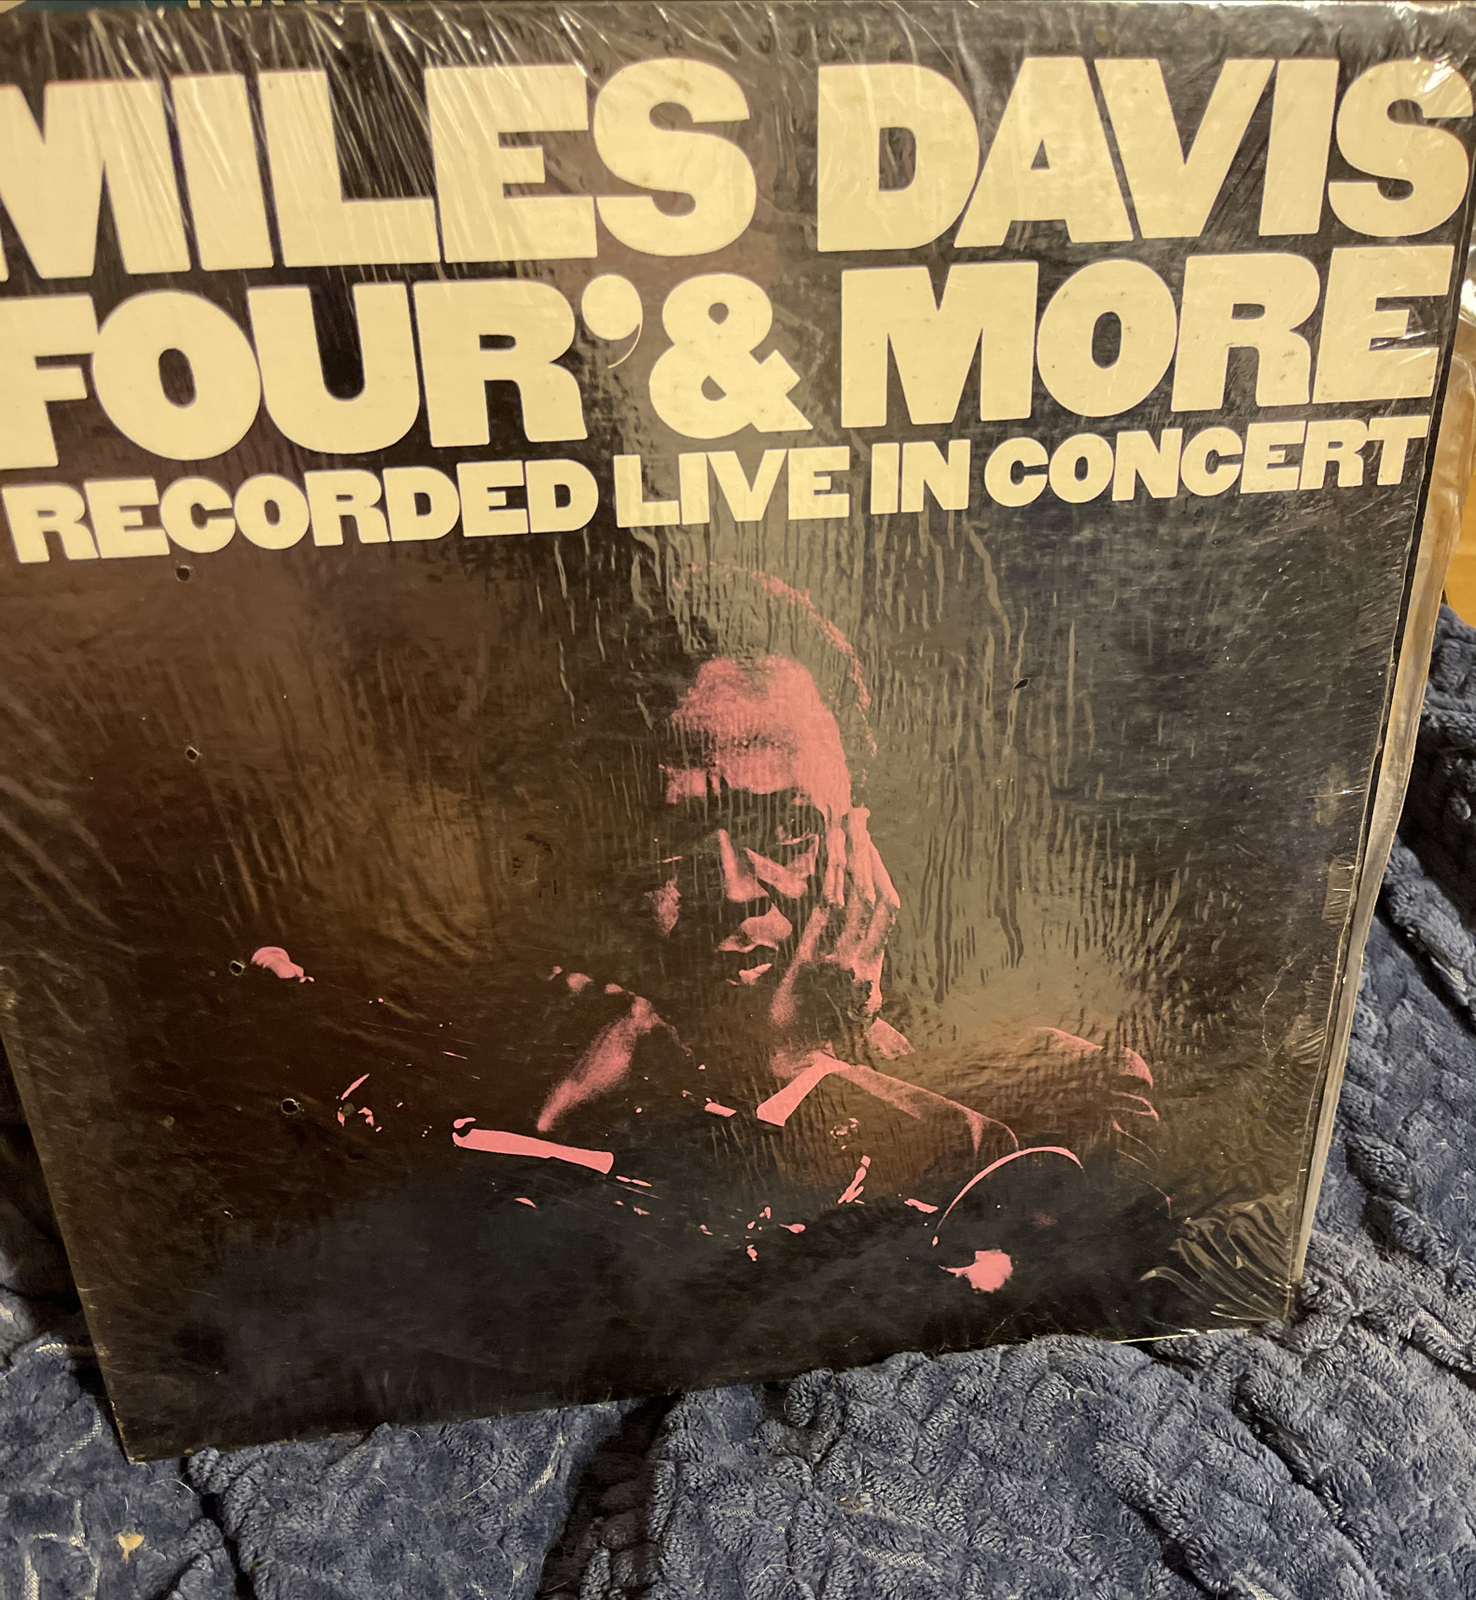 MILES DAVIS
'FOUR'& MORE
RECORDED LIVE IN CONCERT